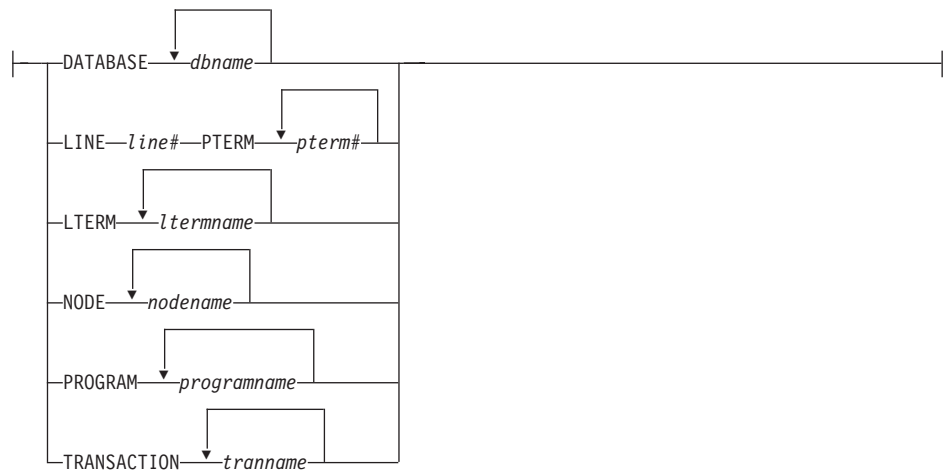 DATABASE dbname
LINE line# PTERM pterm#
LTERM ltermname
NODE nodename
PROGRAM programname
TRANSACTION tranname